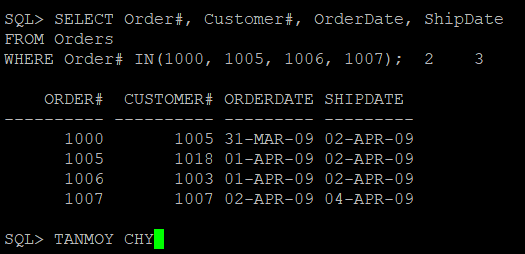 SQL> SELECT Order#, Customer#, OrderDate, ShipDate
FROM Orders
WHERE Order# IN(1000, 1005, 1006, 1007);  2    3
    ORDER#  CUSTOMER# ORDERDATE SHIPDATE
---------- ---------- --------- ---------
      1000       1005 31-MAR-09 02-APR-09
      1005       1018 01-APR-09 02-APR-09
      1006       1003 01-APR-09 02-APR-09
      1007       1007 02-APR-09 04-APR-09
SQL> TANMOY CHY